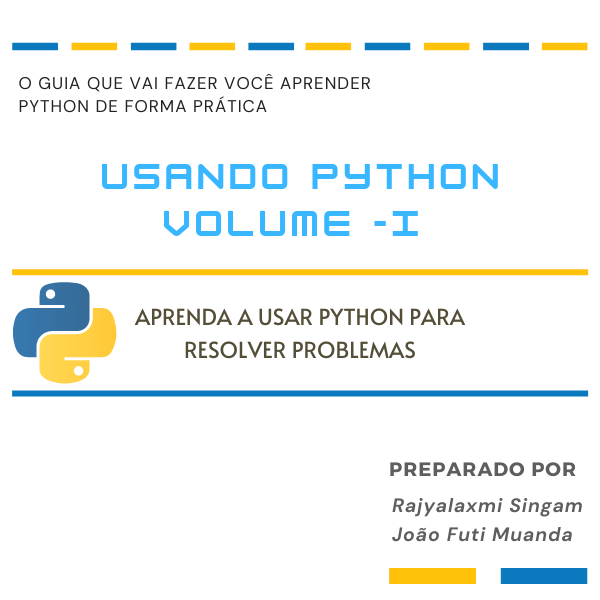 O GUIA QUE VAI FAZER VOCÊ APRENDER
PYTHON DE FORMA PRÁTICA
USANDO PYTHON
VOLUME -I
APRENDA A USAR PYTHON PARA
RESOLVER PROBLEMAS
PREPARADO POR
Rajyalaxmi Singam
João Futi Muanda